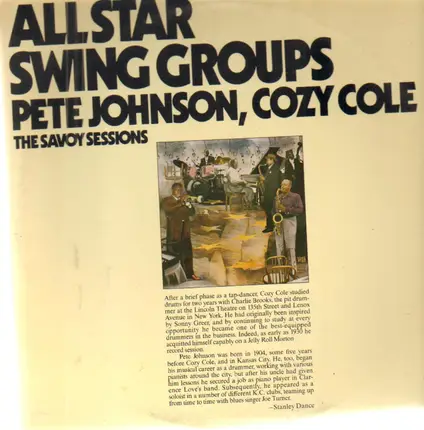 ALL STAR
SWING GROUPS
PETE JOHNSON, COZY COLE
THE SAVOY SESSIONS
After a brief phase as a tap-dancer, Cozy Cole studied
drums for two years with Charlie Brooks, the pit drum-
mer at the Lincoln Theatre on 135th Street and Lenox
Avenue in New York. He had originally been inspired
by Sonny Greer, and by continuing to study at every
opportunity he became one of the best-equipped
drummers in the business. Indeed, as early as 1930 he
acquitted himself capably on a Jelly Roll Morton
record session.
Pete Johnson was born in 1904, some five years
before Cozy Cole, and in Kansas City. He, too, began
his musical career as a drummer, working with various
pianists around the city, but after his uncle had given
him lessons he secured a job as piano player in Clar-
ence Love's band. Subsequently, he appeared as a
soloist in a number of different K.C. clubs, teaming up
from time to time with blues singer Joe Turner.
—Stanley Dance